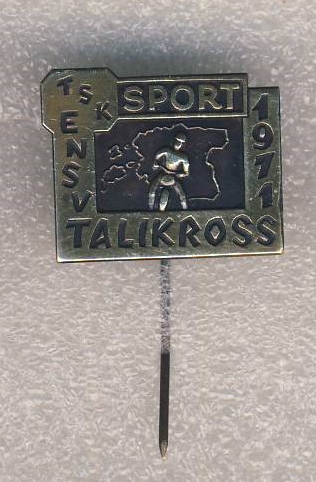 TSK
SPORT
ENSV
1971
TALIKROSS